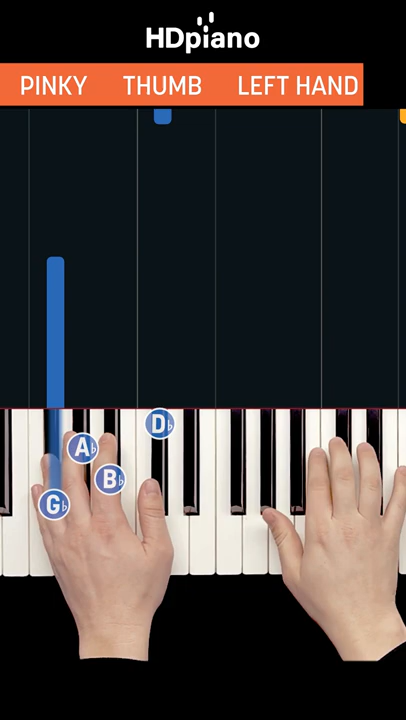 HDpiano
PINKY THUMB LEFT HAND
D♭
A♭
B♭
G♭